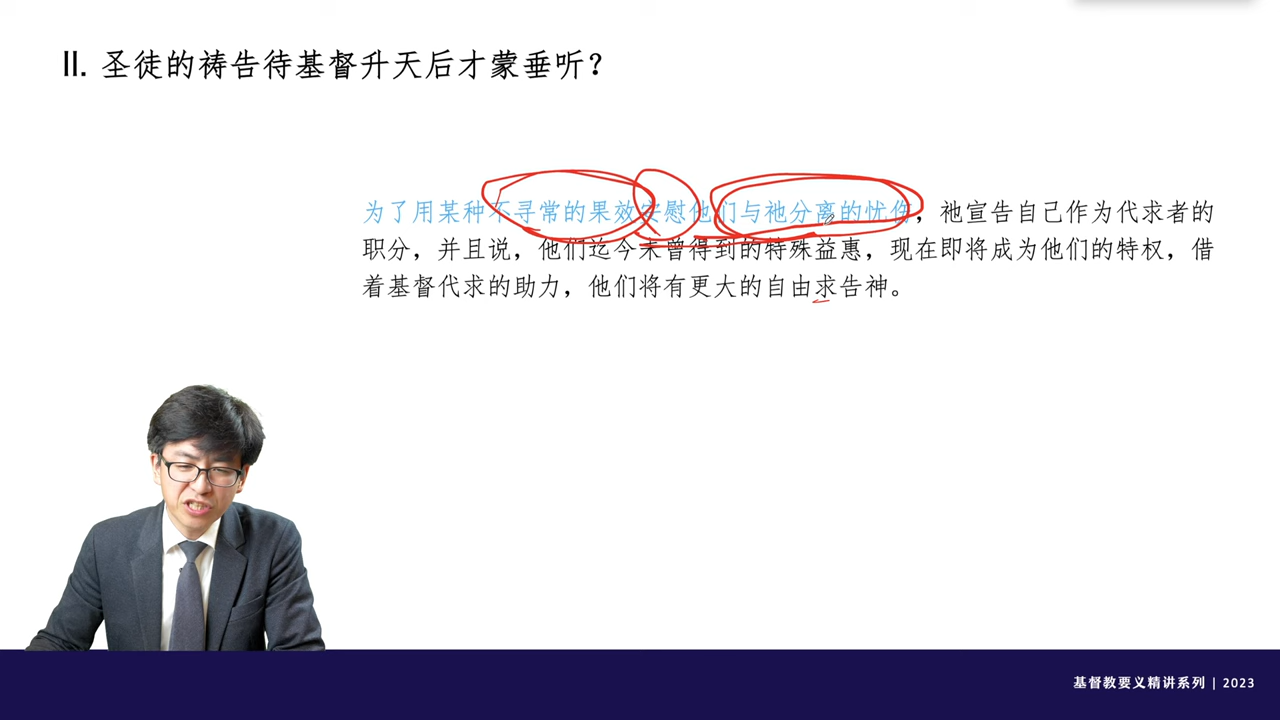 II. 圣徒的祷告待基督升天后才蒙垂听？
为了用某种不寻常的果效安慰他们与祂分离的忧伤，祂宣告自己作为代求者的
职分，并且说，他们迄今未曾得到的特殊益惠，现在即将成为他们的特权，借
着基督代求的助力，他们将有更大的自由求告神。
基督教要义精讲系列 | 2023